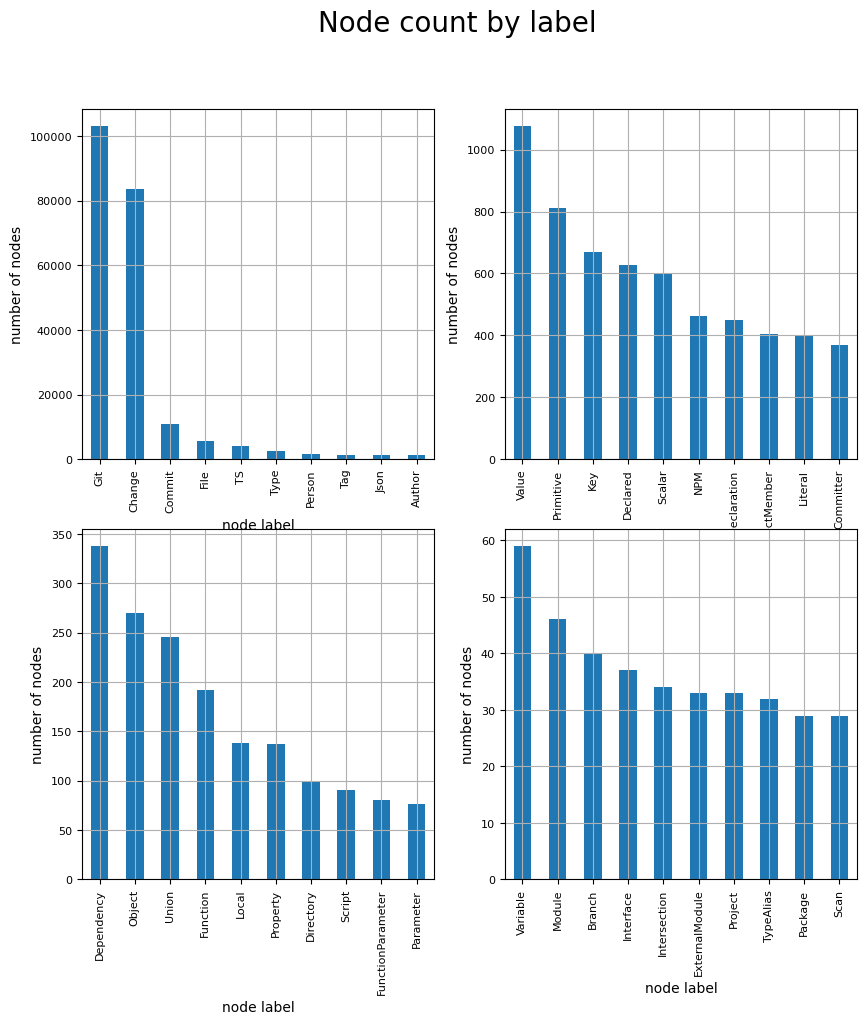 Node count by label
number of nodes
100000
80000
60000
40000
20000
0
Git
Change
Commit
File
TS
Type
Person
Tag
Json
Author
node label
number of nodes
1000
800
600
400
200
0
Value
Primitive
Key
Declared
Scalar
NPM
eclaration
ctMember
Literal
Committer
number of nodes
350
300
250
200
150
100
50
0
Dependency
Object
Union
Function
Local
Property
Directory
Script
FunctionParameter
Parameter
node label
number of nodes
60
50
40
30
20
10
0
Variable
Module
Branch
Interface
Intersection
ExternalModule
Project
TypeAlias
Package
Scan
node label